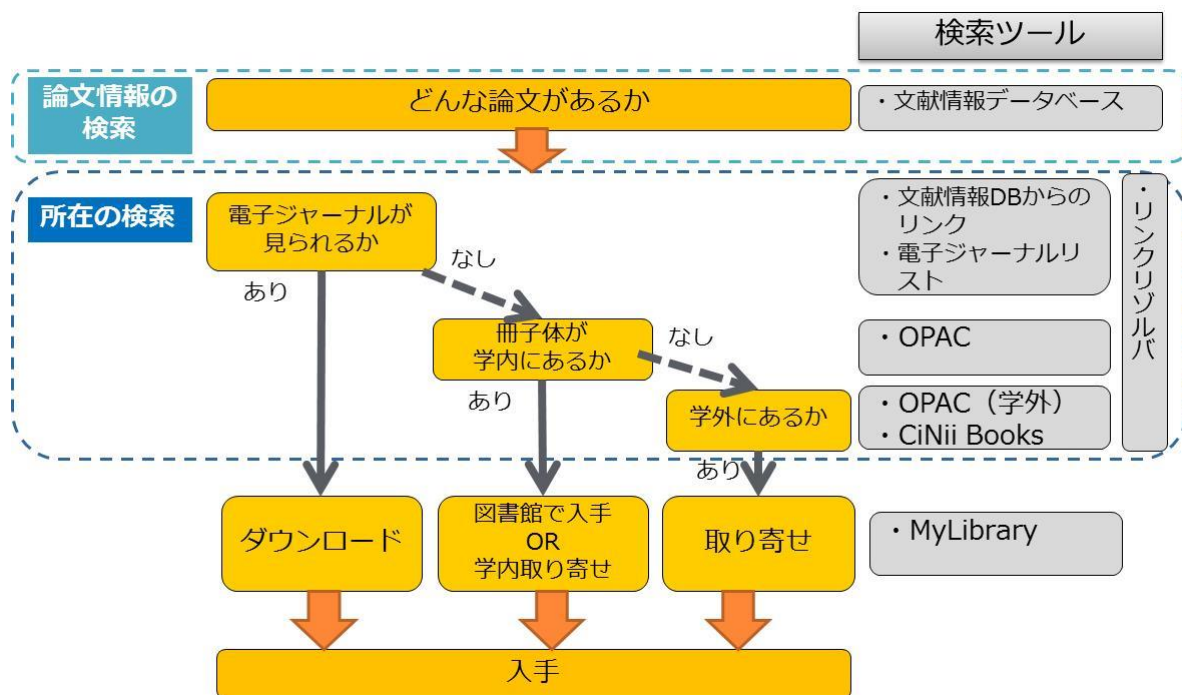 検索ツール
論文情報の
検索
どんな論文があるか
・文献情報データベース
所在の検索
電子ジャーナルが
見られるか
・文献情報DBからの
リンク
・電子ジャーナルリ
スト
・リンクリゾルバ
なし
あり
冊子体が
学内にあるか
なし
・OPAC
あり
学外にあるか
・OPAC（学外）
・CiNii Books
あり
ダウンロード
図書館で入手
OR
学内取り寄せ
取り寄せ
・MyLibrary
入手